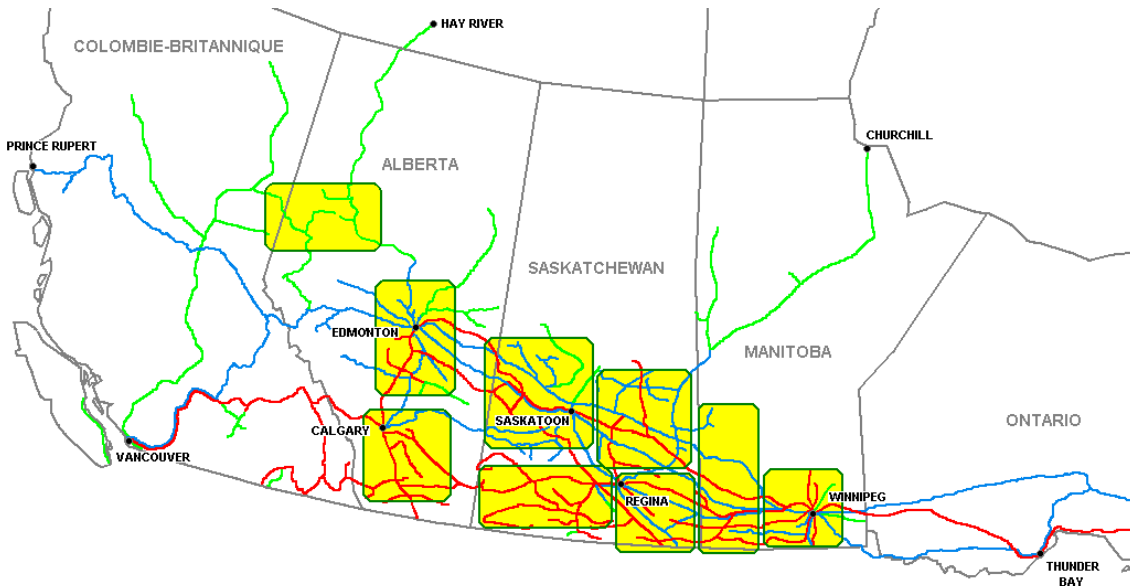 HAY RIVER
COLOMBIE-BRITANNIQUE
CHURCHILL
PRINCE RUPERT
ALBERTA
SASKATCHEWAN
EDMONTON
MANITOBA
ONTARIO
SASKATOON
CALGARY
VANCOUVER
REGINA
WINNIPEG
THUNDER
BAY